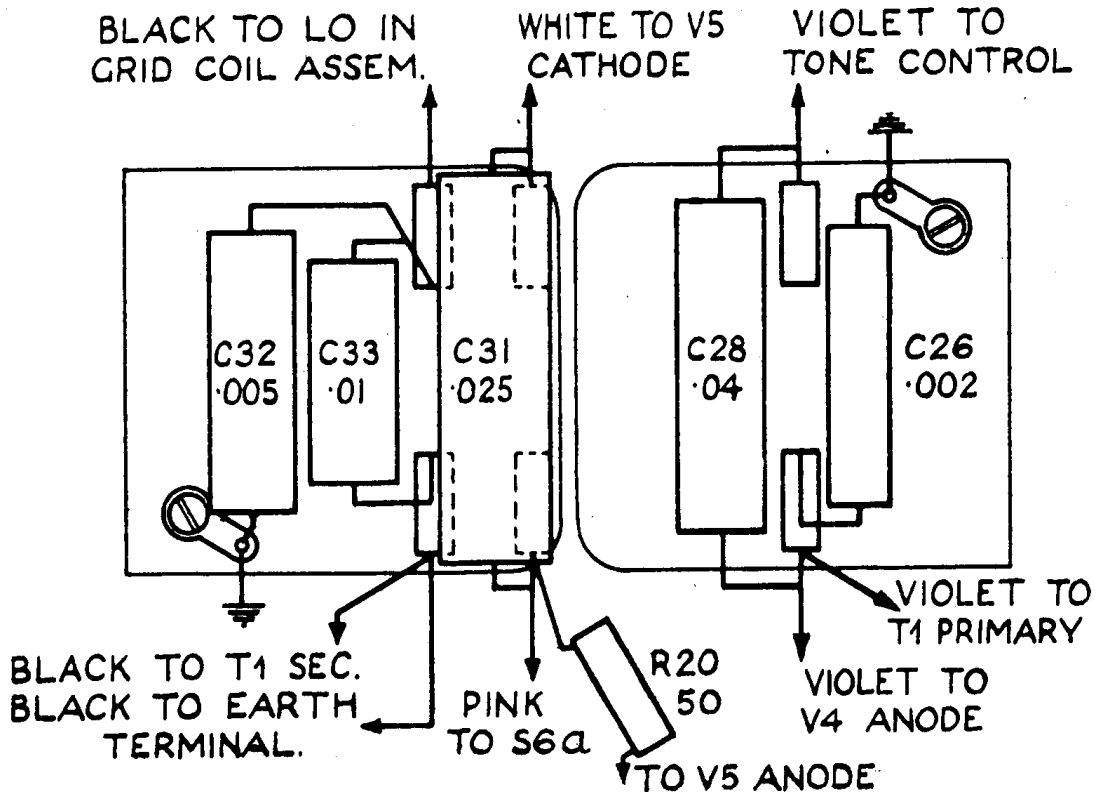 BLACK TO LO IN
GRID COIL ASSEM.
WHITE TO V5
CATHODE
VIOLET TO
TONE CONTROL
C32
·005
C33
·01
C31
·025
C28
·04
C26
·002
BLACK TO T1 SEC.
BLACK TO EARTH
TERMINAL.
PINK
TO S6a
R20
50
TO V5 ANODE
VIOLET TO
T1 PRIMARY
VIOLET TO
V4 ANODE